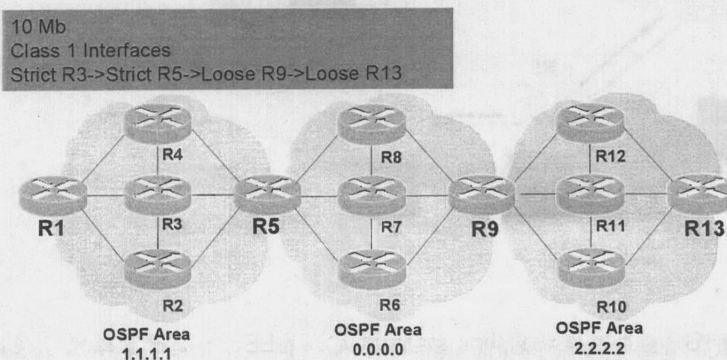 10 Mb
Class 1 Interfaces
Strict R3->Strict R5->Loose R9->Loose R13
R4
R8
R12
R1
R3
R5
R7
R9
R11
R13
R2
R6
R10
OSPF Area
1.1.1.1
OSPF Area
0.0.0.0
OSPF Area
2.2.2.2